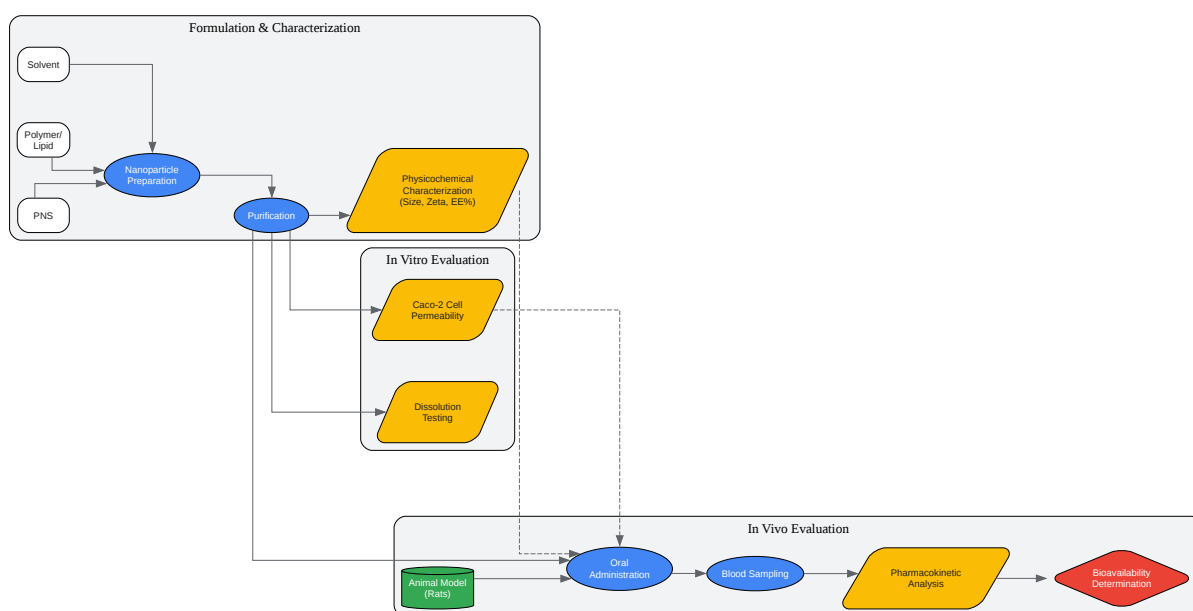 Formulation & Characterization
Solvent
Polymer/
Lipid
Nanoparticle
Preparation
PNS
Purification
Physicochemical
Characterization
(Size, Zeta, EE%)
In Vitro Evaluation
Caco-2 Cell
Permeability
Dissolution
Testing
In Vivo Evaluation
Animal Model
(Rats)
Oral
Administration
Blood Sampling
Pharmacokinetic
Analysis
Bioavailability
Determination